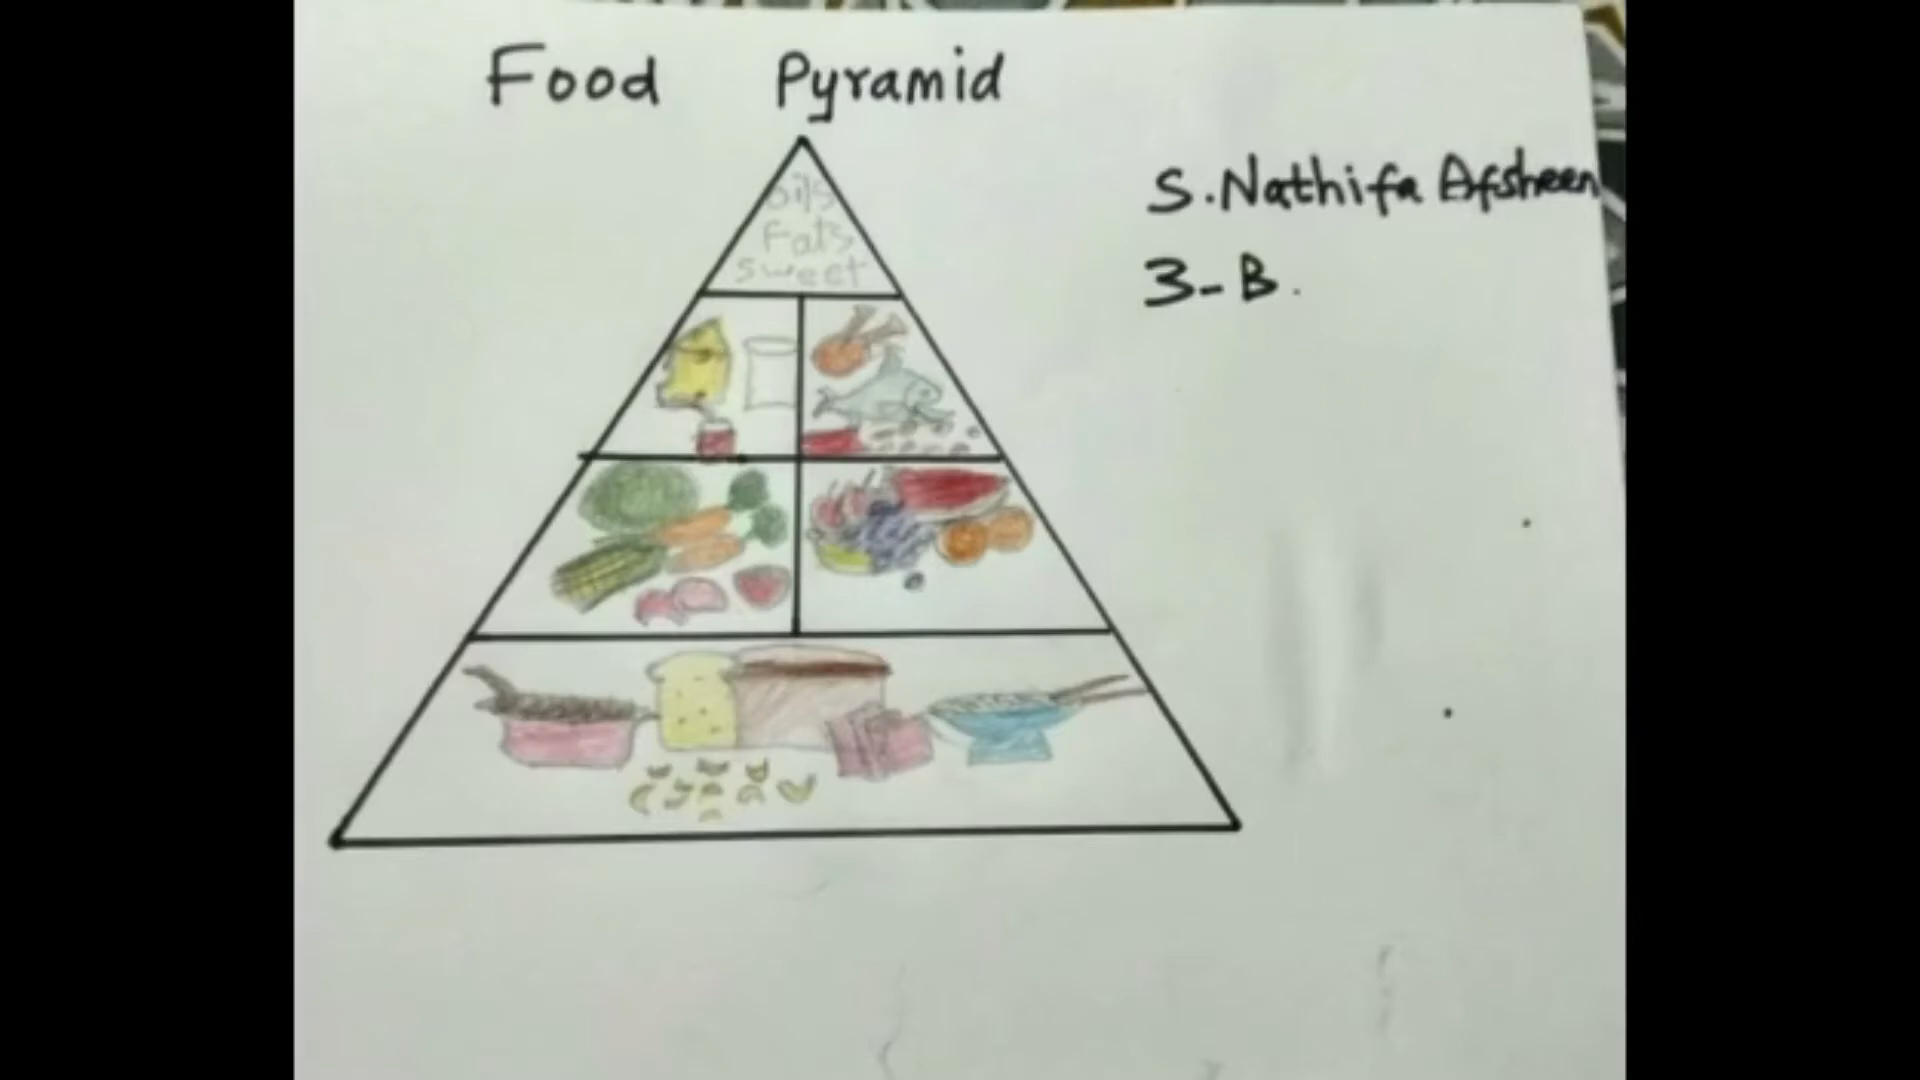 Food Pyramid
S. Nathifa Afsheen
3-B.
oils
Fats
sweet